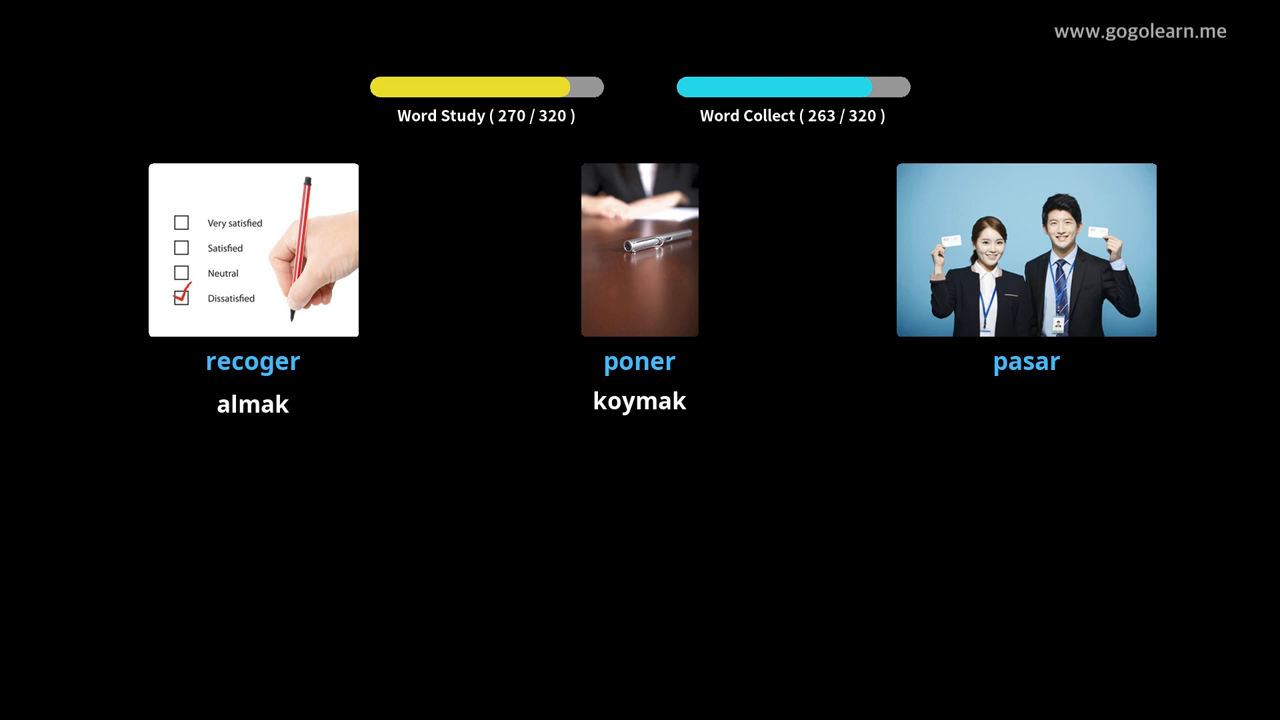 www.gogolearn.me
Word Study ( 270 / 320 )
Word Collect ( 263 / 320 )
Very satisfied
Satisfied
Neutral
Dissatisfied
recoger
poner
pasar
almak
koymak